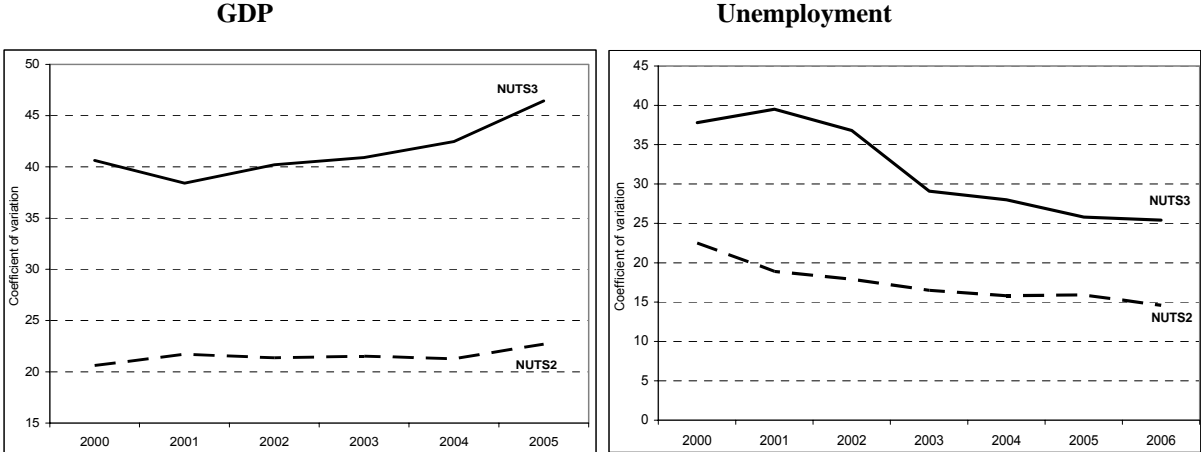 GDP
Unemployment
50
45
40
35
30
25
20
15
Coefficient of variation
NUTS3
NUTS2
2000 2001 2002 2003 2004 2005
45
40
35
30
25
20
15
10
5
0
Coefficient of variation
NUTS3
NUTS2
2000 2001 2002 2003 2004 2005 2006